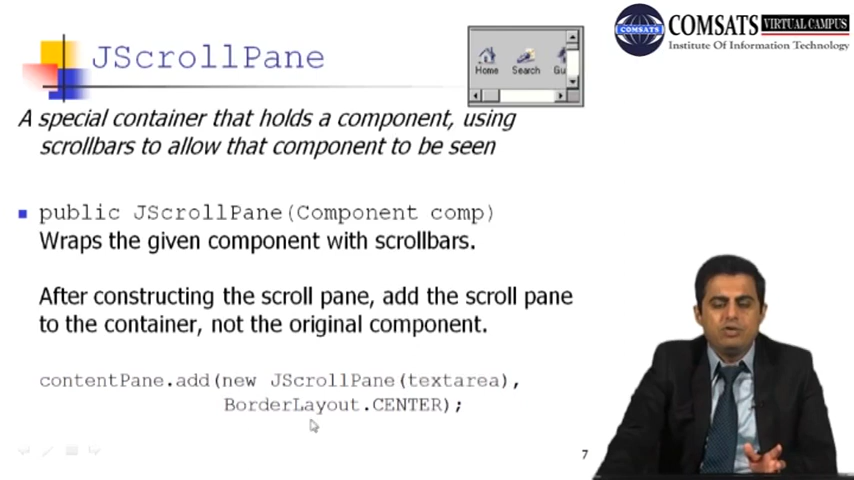 JScrollPane
Home Search Gu
COMSATS
COMSATS VIRTUAL CAMPUS
Institute Of Information Technology
A special container that holds a component, using
scrollbars to allow that component to be seen
public JScrollPane(Component comp)
Wraps the given component with scrollbars.
After constructing the scroll pane, add the scroll pane
to the container, not the original component.
contentPane.add(new JScrollPane(textarea),
BorderLayout.CENTER);
7